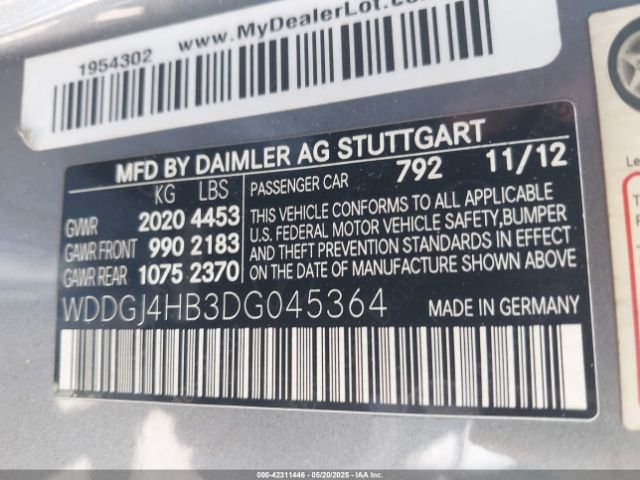 1954302 www.MyDealerLot.
MFD BY DAIMLER AG STUTTGART
KG LBS PASSENGER CAR 792 11/12
GVWR 2020 4453
GAWR FRONT 990 2183
GAWR REAR 1075 2370
THIS VEHICLE CONFORMS TO ALL APPLICABLE
U.S. FEDERAL MOTOR VEHICLE SAFETY,BUMPER
AND THEFT PREVENTION STANDARDS IN EFFECT
ON THE DATE OF MANUFACTURE SHOWN ABOVE.
WDDGJ4HB3DG045364 MADE IN GERMANY
000-42311446 - 05/20/2025 - IAAI.COM